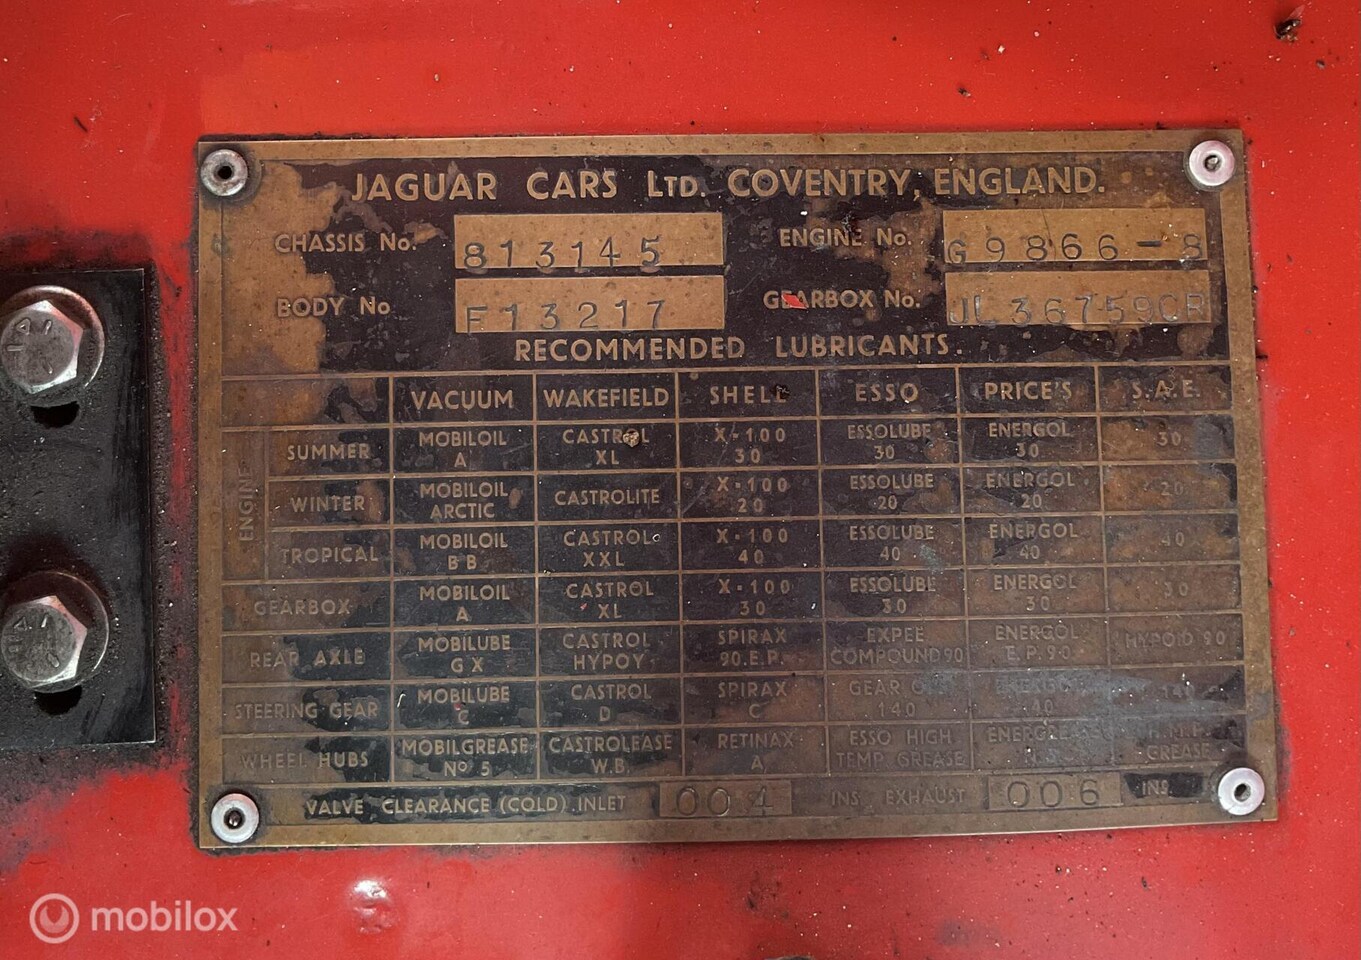 JAGUAR CARS LTD. COVENTRY, ENGLAND.
CHASSIS No. 813145 ENGINE No. G9866-8
BODY No F13217 GEARBOX No. JL36759CR
RECOMMENDED LUBRICANTS.
VACUUM WAKEFIELD SHELL ESSO PRICE'S S.A.E.
ENGINE
SUMMER MOBILOIL A CASTROL XL X-100 30 ESSOLUBE 30 ENERGOL 30 30
WINTER MOBILOIL ARCTIC CASTROLITE X-100 20 ESSOLUBE 20 ENERGOL 20 20
TROPICAL MOBILOIL BB CASTROL XXL X-100 40 ESSOLUBE 40 ENERGOL 40 40
GEARBOX MOBILOIL A CASTROL XL X-100 30 ESSOLUBE 30 ENERGOL 30 30
REAR AXLE MOBILUBE GX CASTROL HYPOY SPIRAX 90.E.P. EXPEE COMPOUND 90 ENERGOL E.P.90 HYPOID 90
STEERING GEAR MOBILUBE C CASTROL D SPIRAX C GEAR 140 140
WHEEL HUBS MOBILGREASE No 5 CASTROLEASE W.B. RETINAX A ESSO HIGH TEMP. GREASE GREASE
VALVE CLEARANCE (COLD). INLET 004 INS EXHAUST 006 INS
mobilox